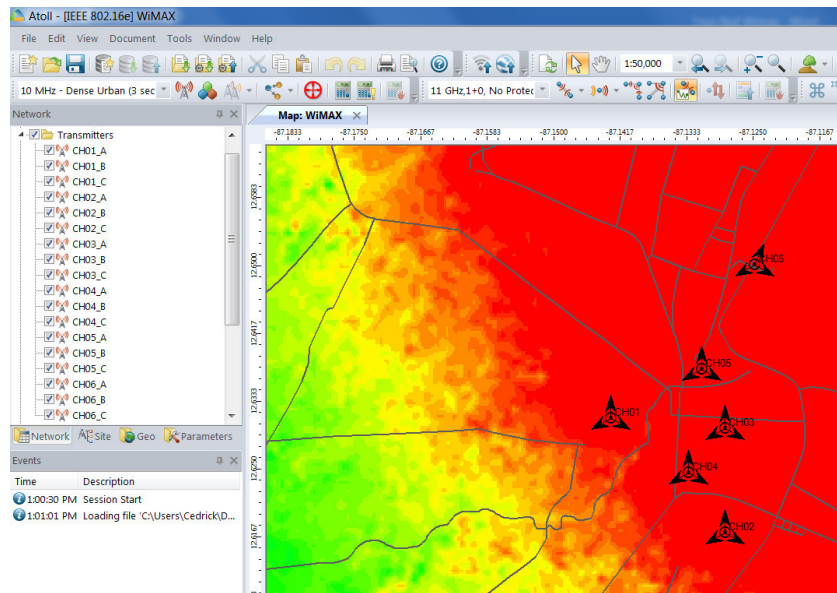 Atoll - [IEEE 802.16e] WiMAX
File Edit View Document Tools Window Help
1:50,000
10 MHz - Dense Urban (3 sec
11 GHz,1+0, No Protec
Network
Transmitters
CH01_A
CH01_B
CH01_C
CH02_A
CH02_B
CH02_C
CH03_A
CH03_B
CH03_C
CH04_A
CH04_B
CH04_C
CH05_A
CH05_B
CH05_C
CH06_A
CH06_B
CH06_C
Network Site Geo Parameters
Events
Time Description
1:00:30 PM Session Start
1:01:01 PM Loading file 'C:\Users\Cedrick\D...
Map: WiMAX
-87.1833 -87.1750 -87.1667 -87.1583 -87.1500 -87.1417 -87.1333 -87.1250 -87.1167
12.6583
12.6500
12.6417
12.6333
12.6250
12.6167
CH06
CH05
CH01
CH03
CH04
CH02